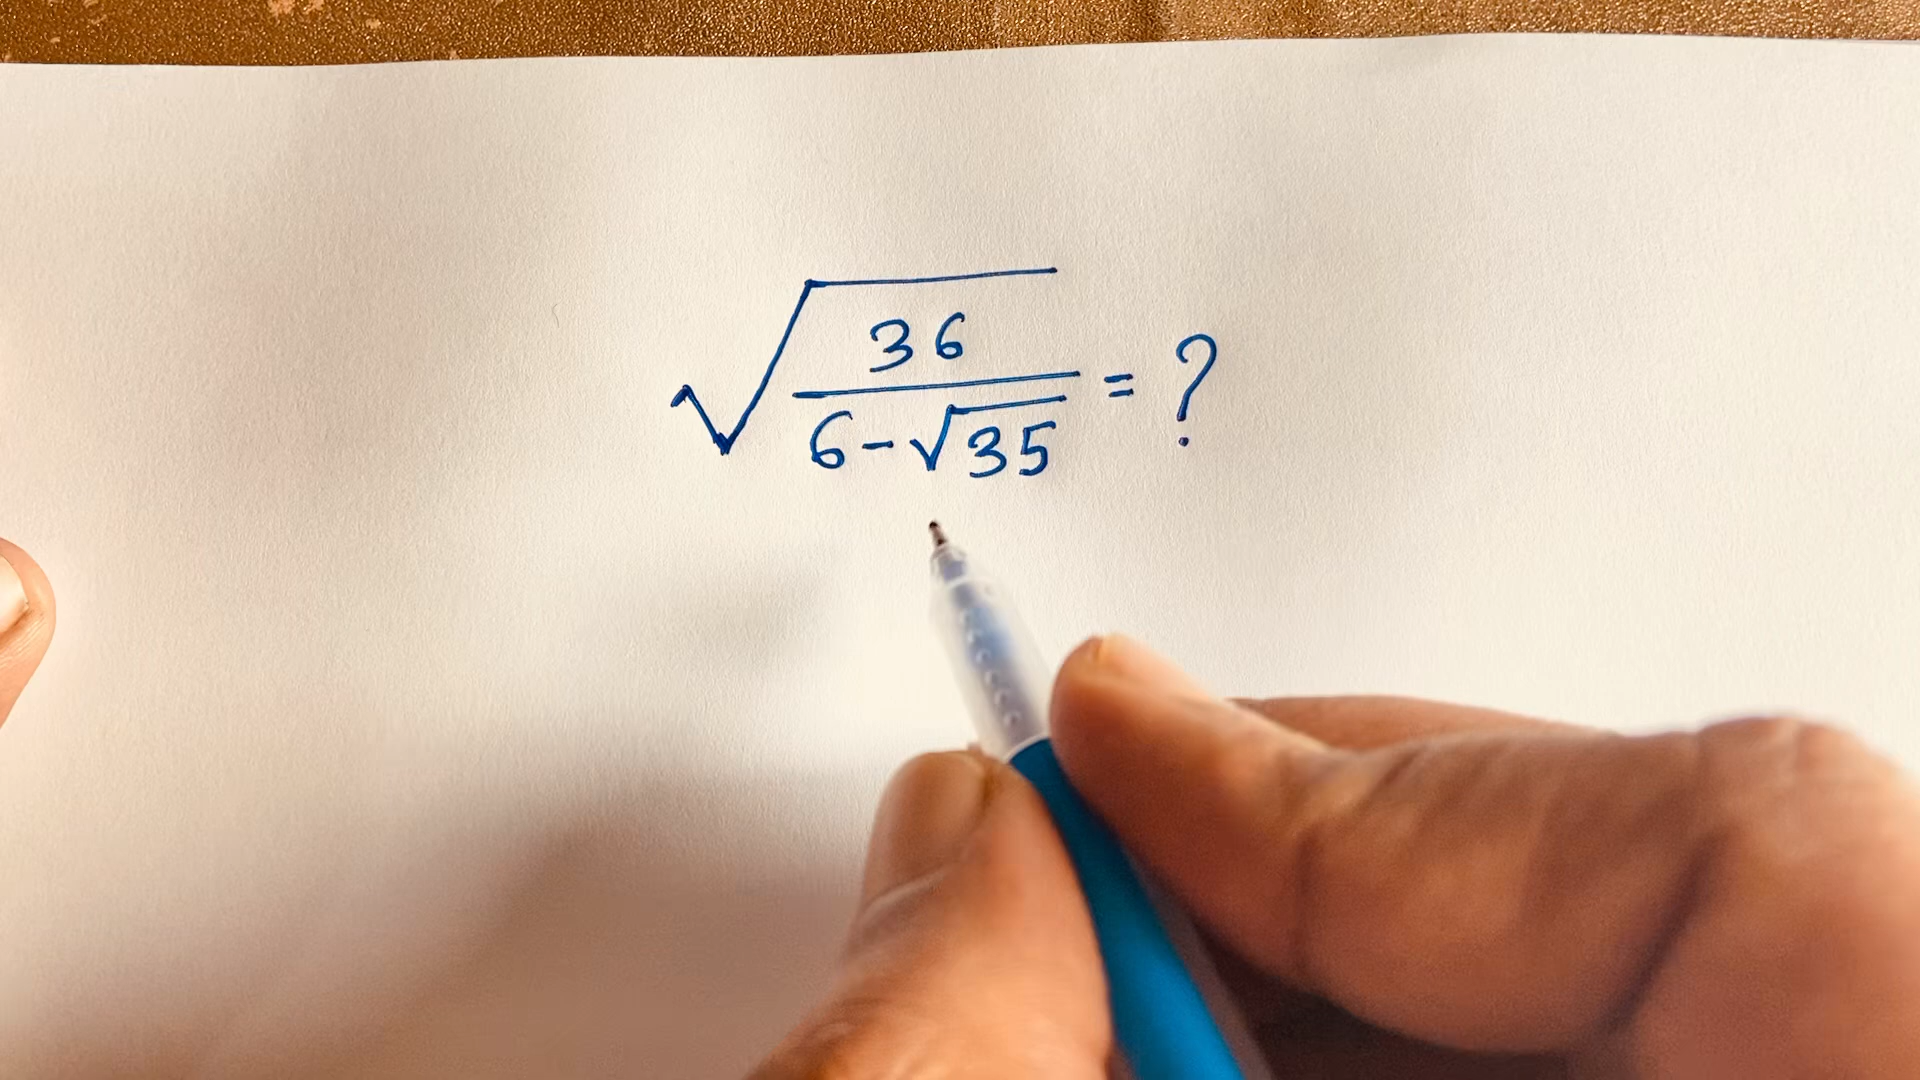 √(36/(6-√35)) = ?